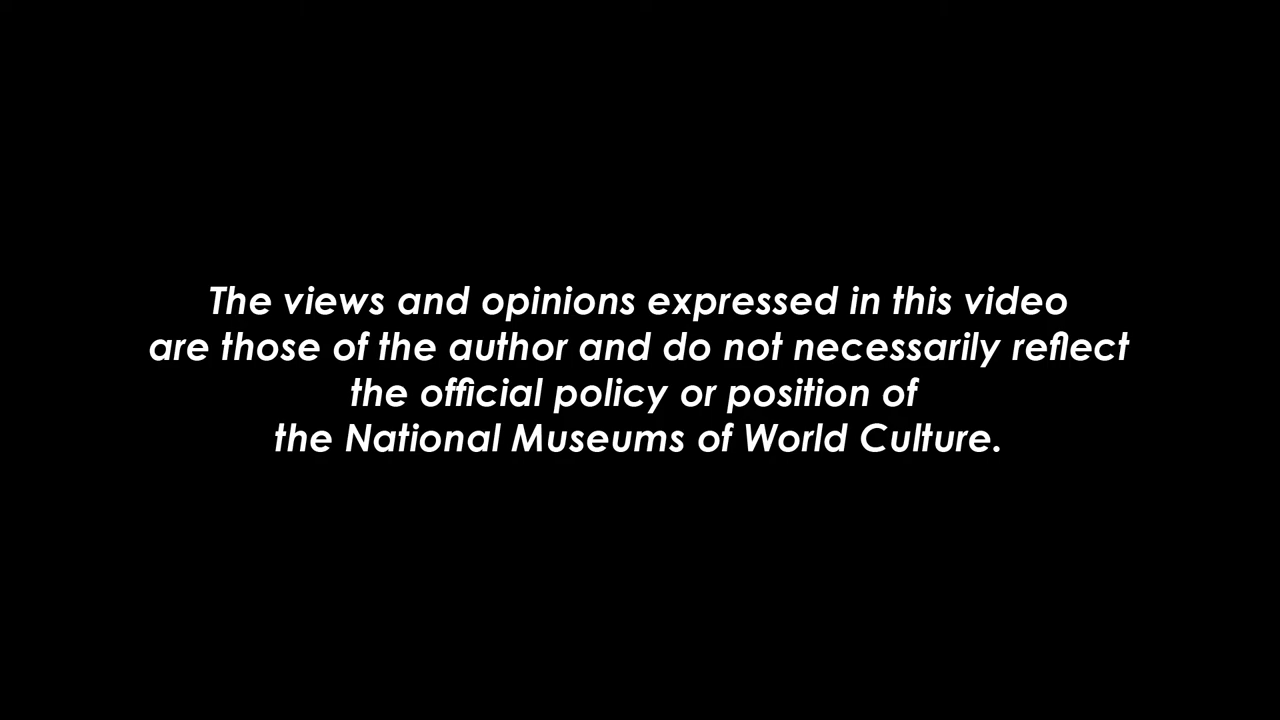 The views and opinions expressed in this video
are those of the author and do not necessarily reflect
the official policy or position of
the National Museums of World Culture.